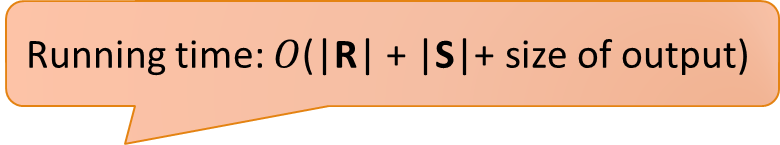 Running time: O(|R| + |S|+ size of output)